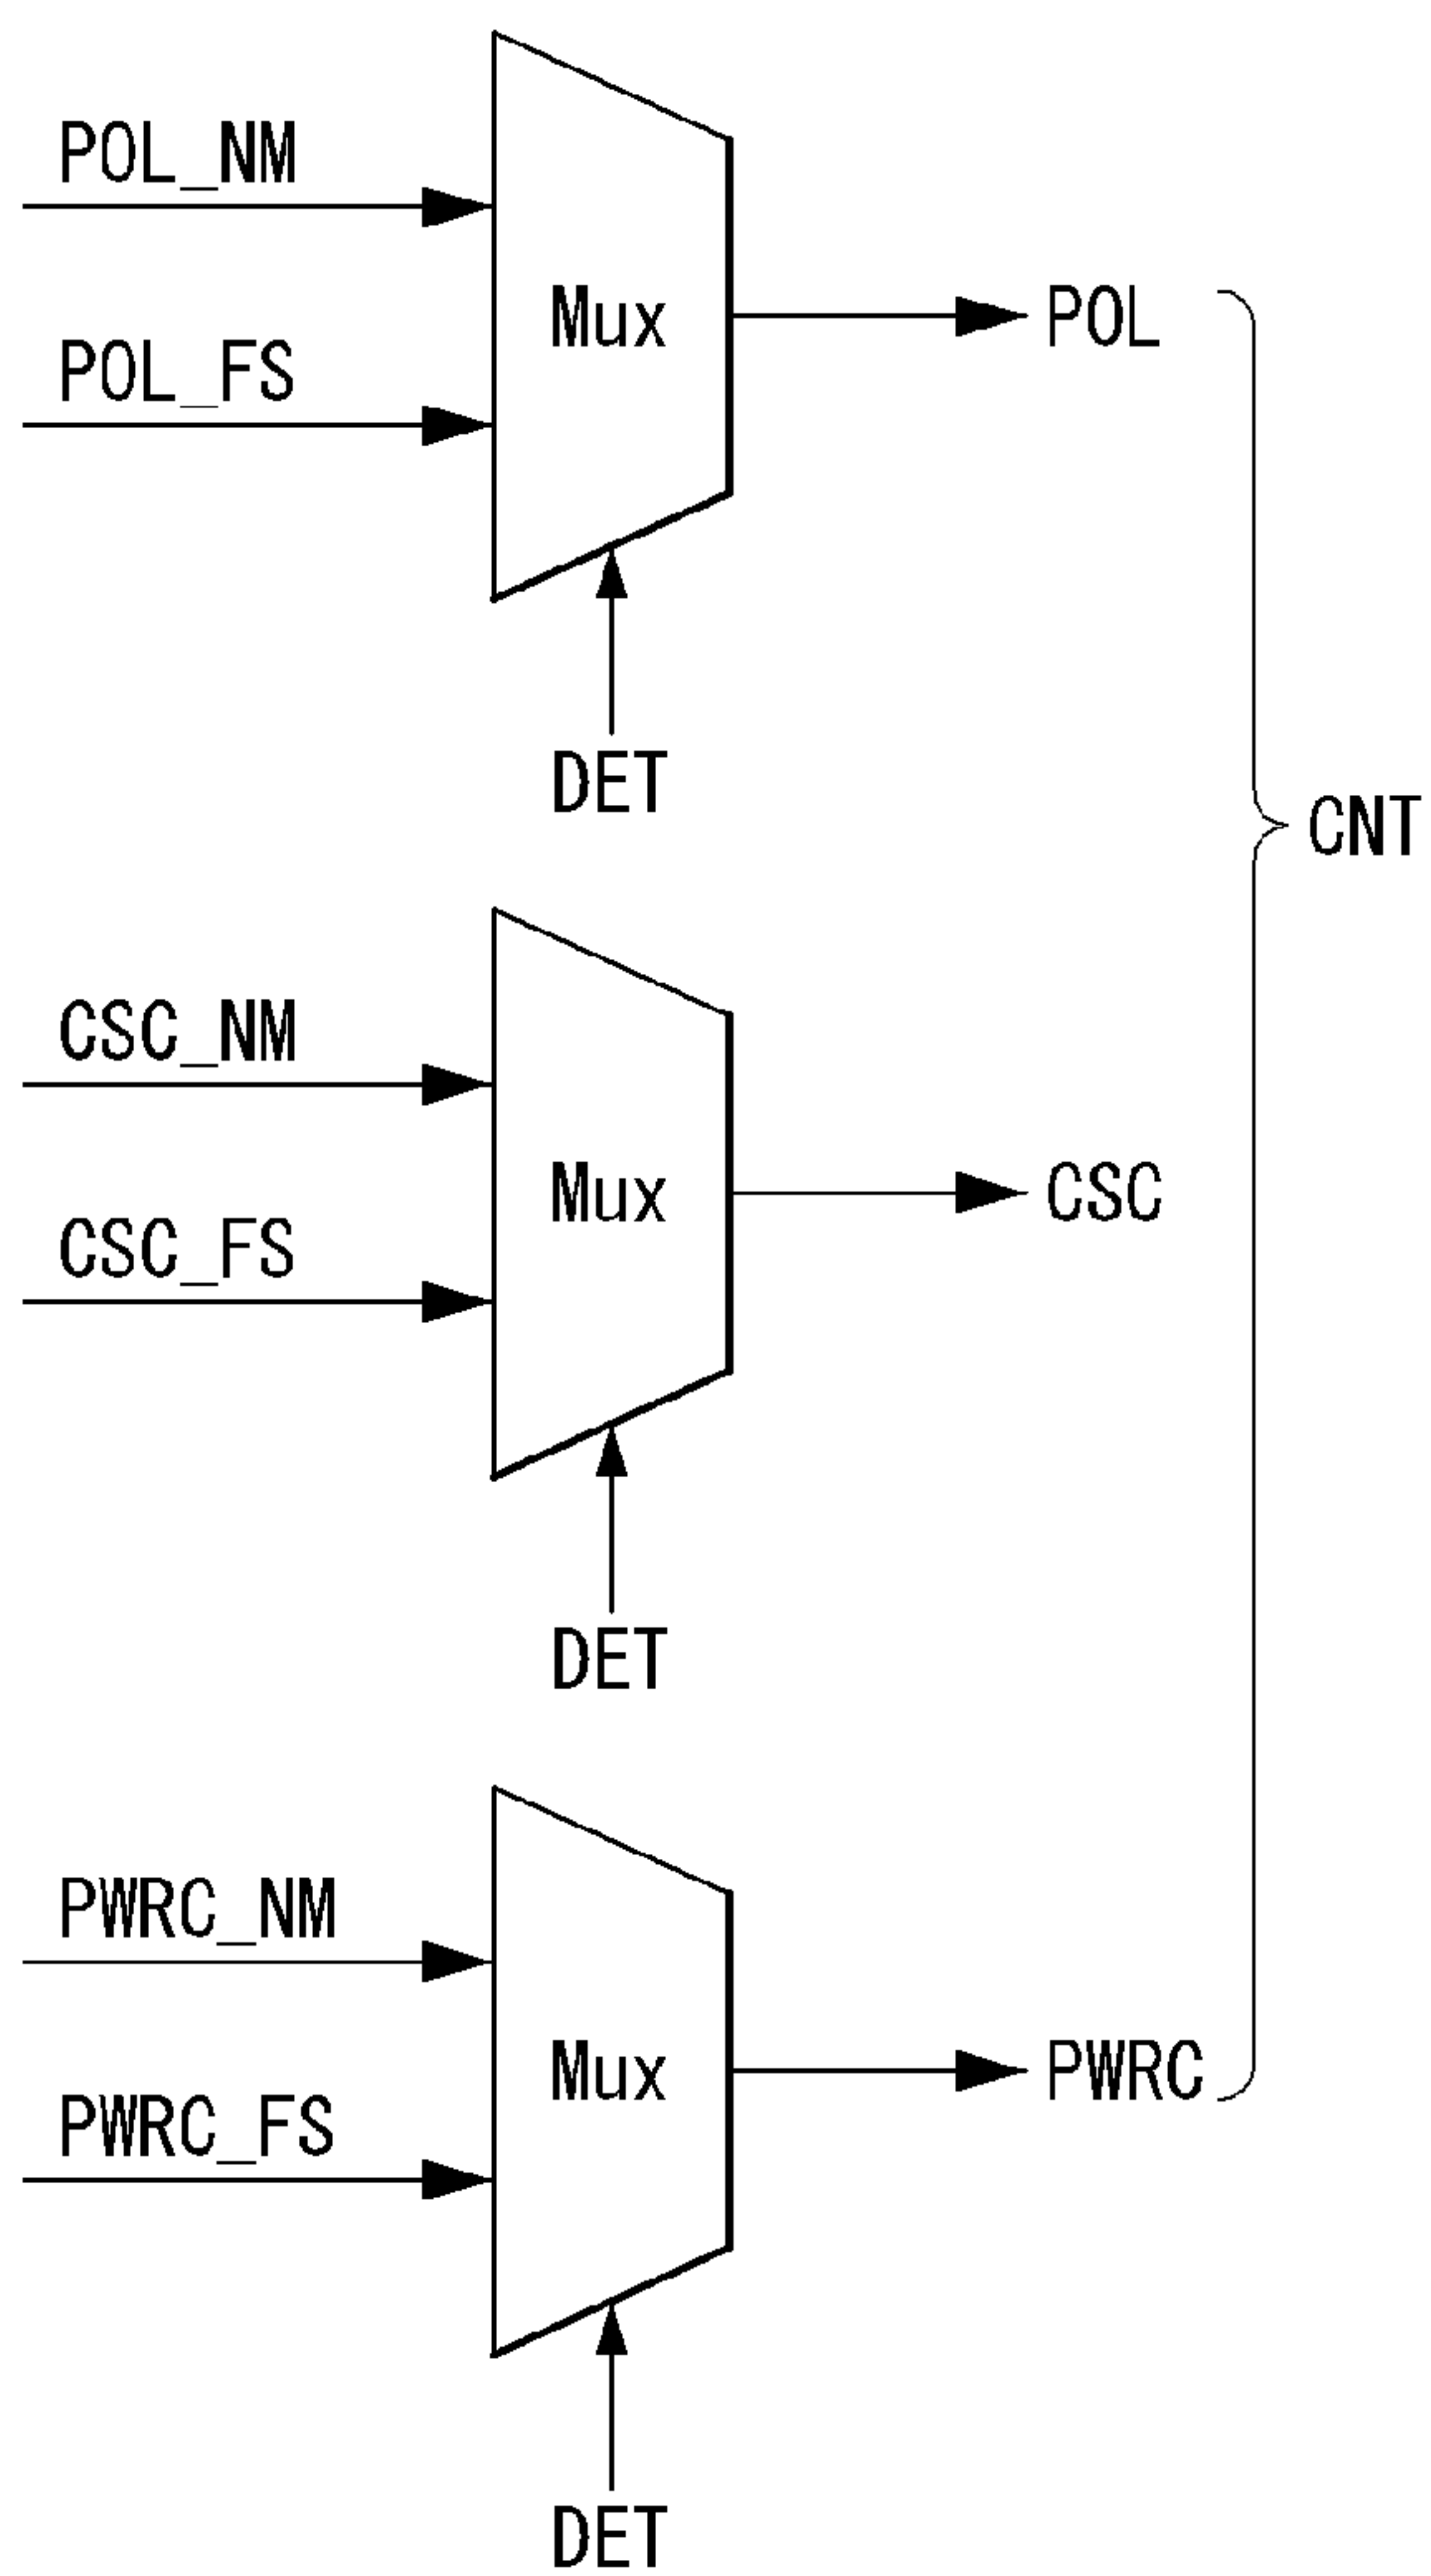 POL_NM
Mux
POL
POL_FS
DET
CNT
CSC_NM
Mux
CSC
CSC_FS
DET
PWRC_NM
Mux
PWRC
PWRC_FS
DET